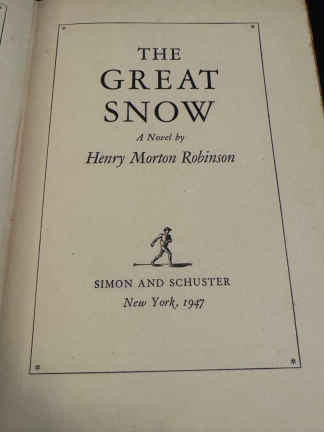 THE
GREAT
SNOW
A Novel by
Henry Morton Robinson
SIMON AND SCHUSTER
New York, 1947